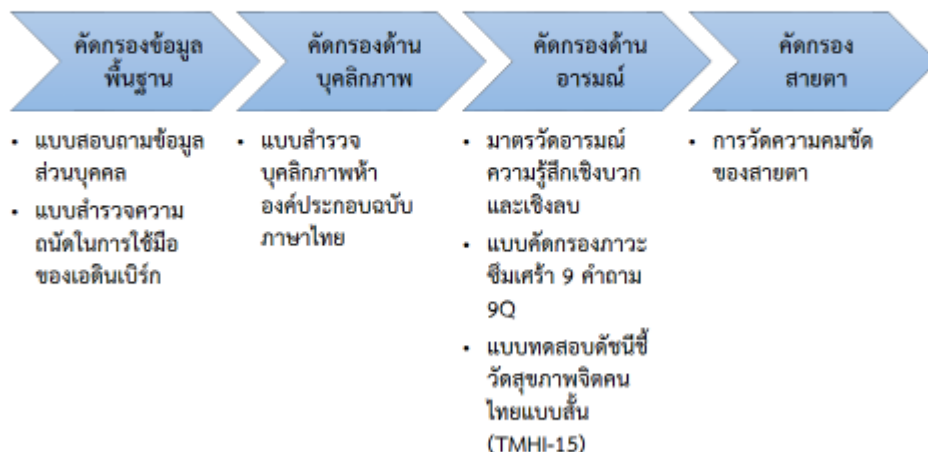 คัดกรองข้อมูล
พื้นฐาน
คัดกรองด้าน
บุคลิกภาพ
คัดกรองด้าน
อารมณ์
คัดกรอง
สายตา
• แบบสอบถามข้อมูล
ส่วนบุคคล
• แบบสำรวจความ
ถนัดในการใช้มือ
ของเอดินเบิร์ก
• แบบสำรวจ
บุคลิกภาพห้า
องค์ประกอบฉบับ
ภาษาไทย
• มาตรวัดอารมณ์
ความรู้สึกเชิงบวก
และเชิงลบ
• แบบคัดกรองภาวะ
ซึมเศร้า 9 คำถาม
9Q
• แบบทดสอบดัชนีชี้
วัดสุขภาพจิตคน
ไทยแบบสั้น
(TMHI-15)
• การวัดความคมชัด
ของสายตา